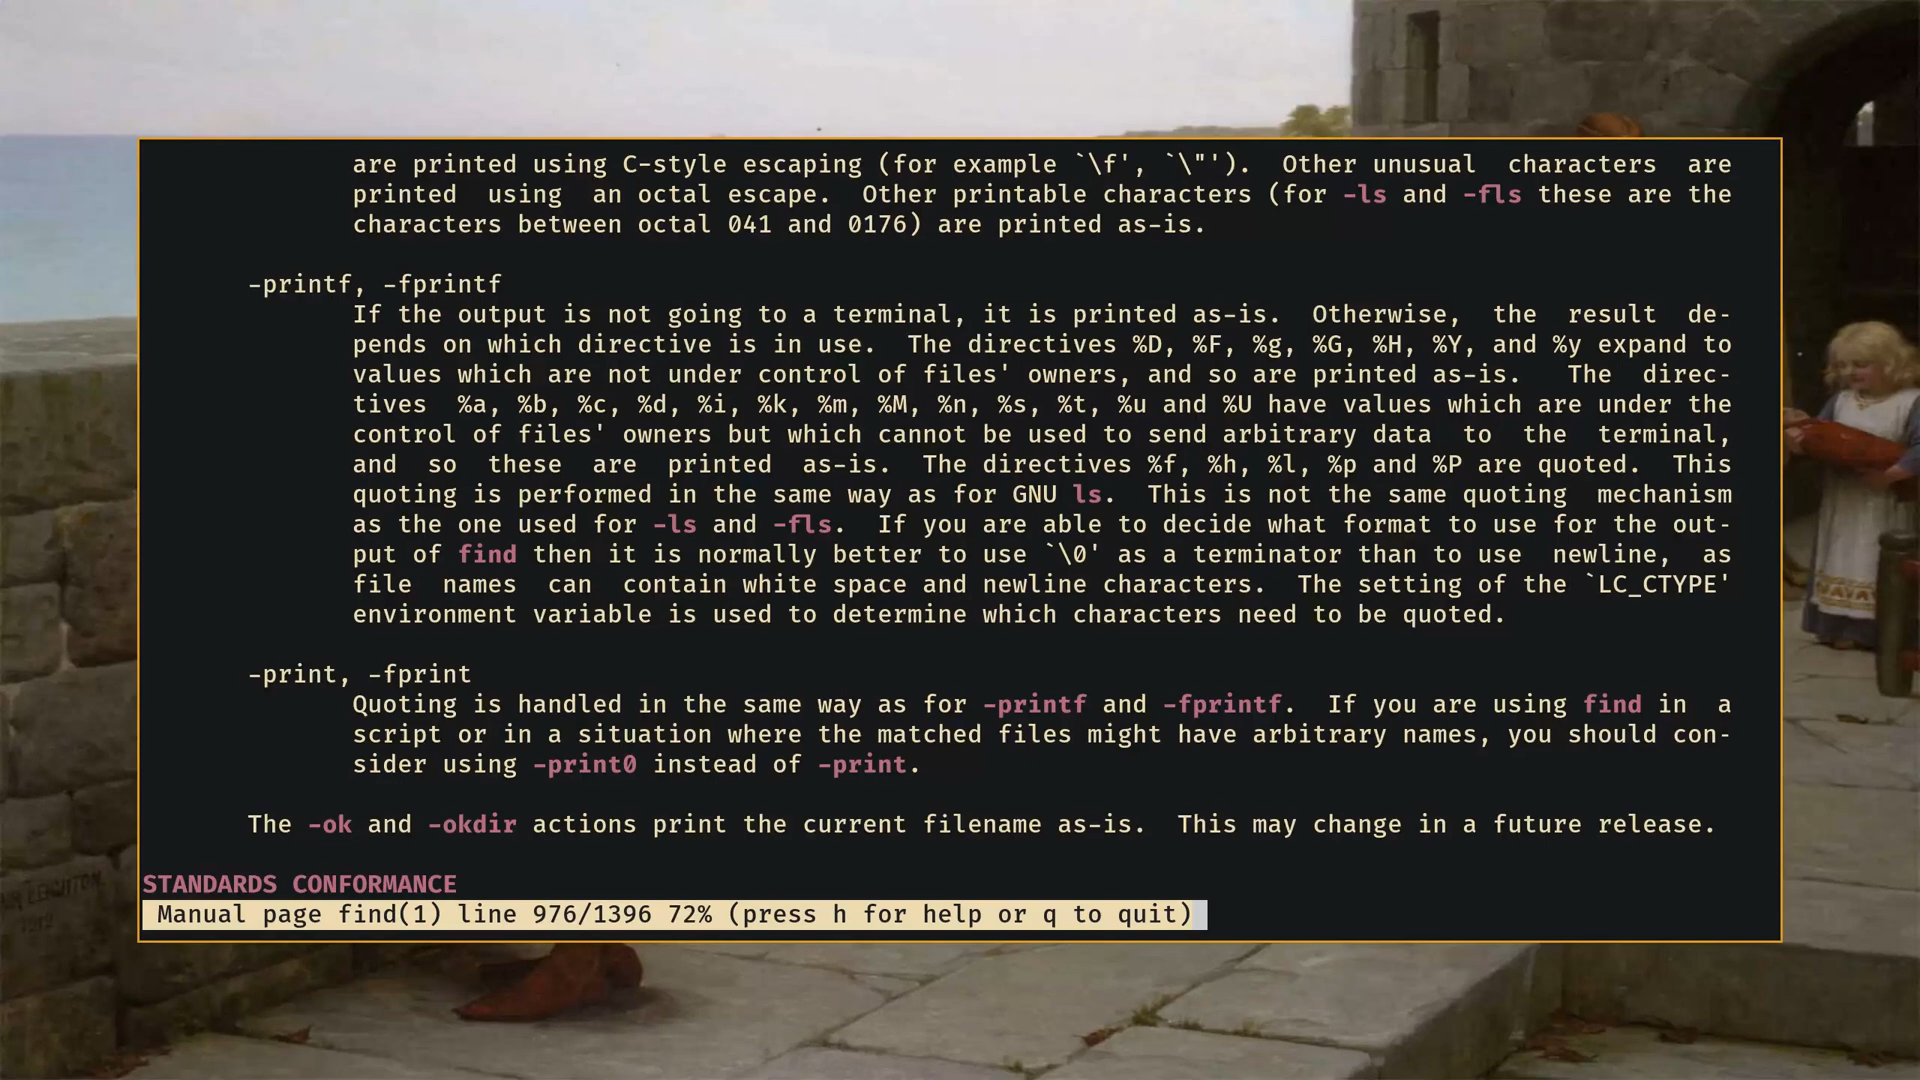 are printed using C-style escaping (for example `\f', `\"').  Other unusual  characters  are
printed  using  an octal escape.  Other printable characters (for -ls and -fls these are the
characters between octal 041 and 0176) are printed as-is.
-printf, -fprintf
If the output is not going to a terminal, it is printed as-is.  Otherwise,  the  result  de-
pends on which directive is in use.  The directives %D, %F, %g, %G, %H, %Y, and %y expand to
values which are not under control of files' owners, and so are printed as-is.   The  direc-
tives  %a, %b, %c, %d, %i, %k, %m, %M, %n, %s, %t, %u and %U have values which are under the
control of files' owners but which cannot be used to send arbitrary data  to  the  terminal,
and  so  these  are  printed  as-is.  The directives %f, %h, %l, %p and %P are quoted.  This
quoting is performed in the same way as for GNU ls.  This is not the same quoting  mechanism
as the one used for -ls and -fls.  If you are able to decide what format to use for the out-
put of find then it is normally better to use `\0' as a terminator than to use  newline,  as
file  names  can  contain white space and newline characters.  The setting of the `LC_CTYPE'
environment variable is used to determine which characters need to be quoted.
-print, -fprint
Quoting is handled in the same way as for -printf and -fprintf.  If you are using find in  a
script or in a situation where the matched files might have arbitrary names, you should con-
sider using -print0 instead of -print.
The -ok and -okdir actions print the current filename as-is.  This may change in a future release.
STANDARDS CONFORMANCE
Manual page find(1) line 976/1396 72% (press h for help or q to quit)